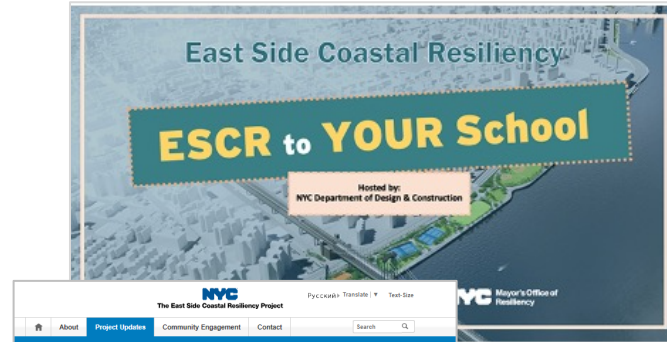 East Side Coastal Resiliency
ESCR to YOUR School
Hosted by:
NYC Department of Design & Construction
NYC Mayor's Office of
Resiliency
NYC
The East Side Coastal Resiliency Project
Русский▹ Translate | ▼ Text-Size
About Project Updates Community Engagement Contact Search